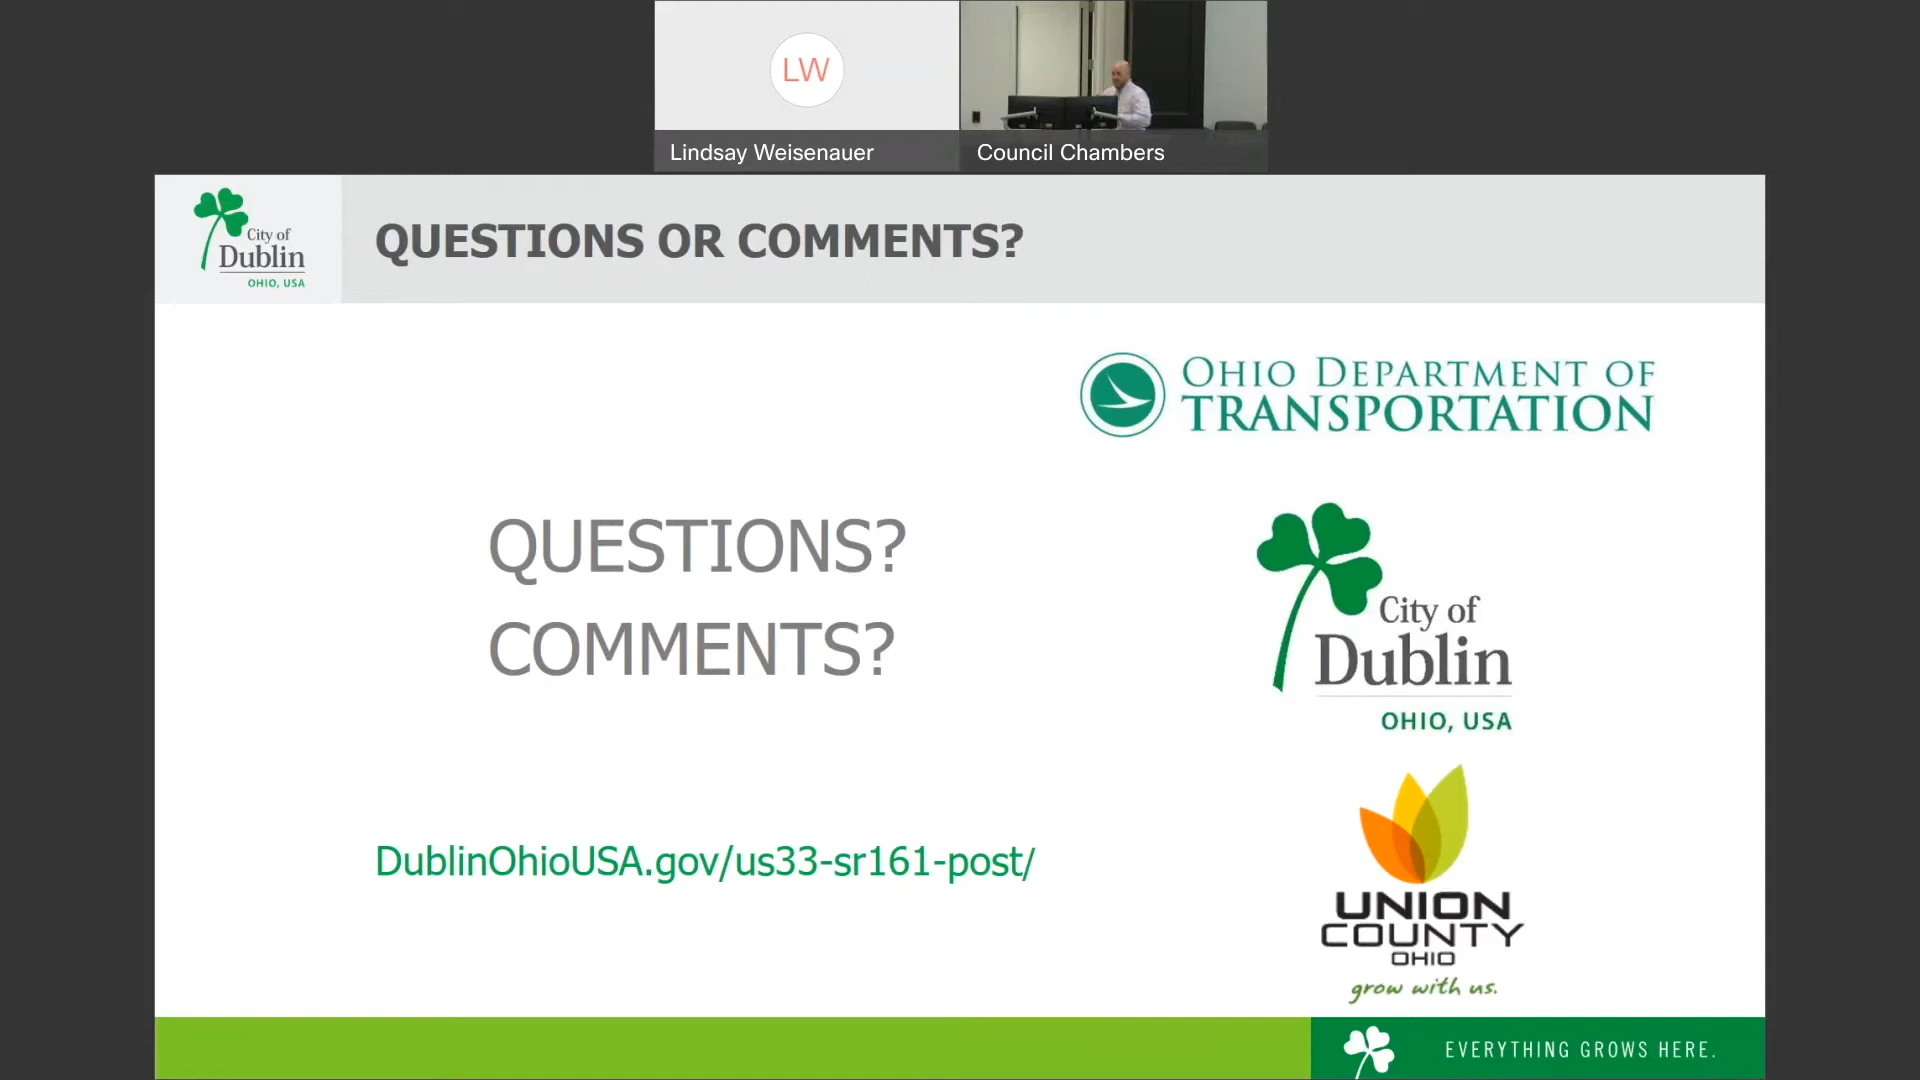 LW
Lindsay Weisenauer
Council Chambers
City of
Dublin
OHIO, USA
QUESTIONS OR COMMENTS?
OHIO DEPARTMENT OF
TRANSPORTATION
QUESTIONS?
COMMENTS?
City of
Dublin
OHIO, USA
DublinOhioUSA.gov/us33-sr161-post/
UNION
COUNTY
OHIO
grow with us.
EVERYTHING GROWS HERE.